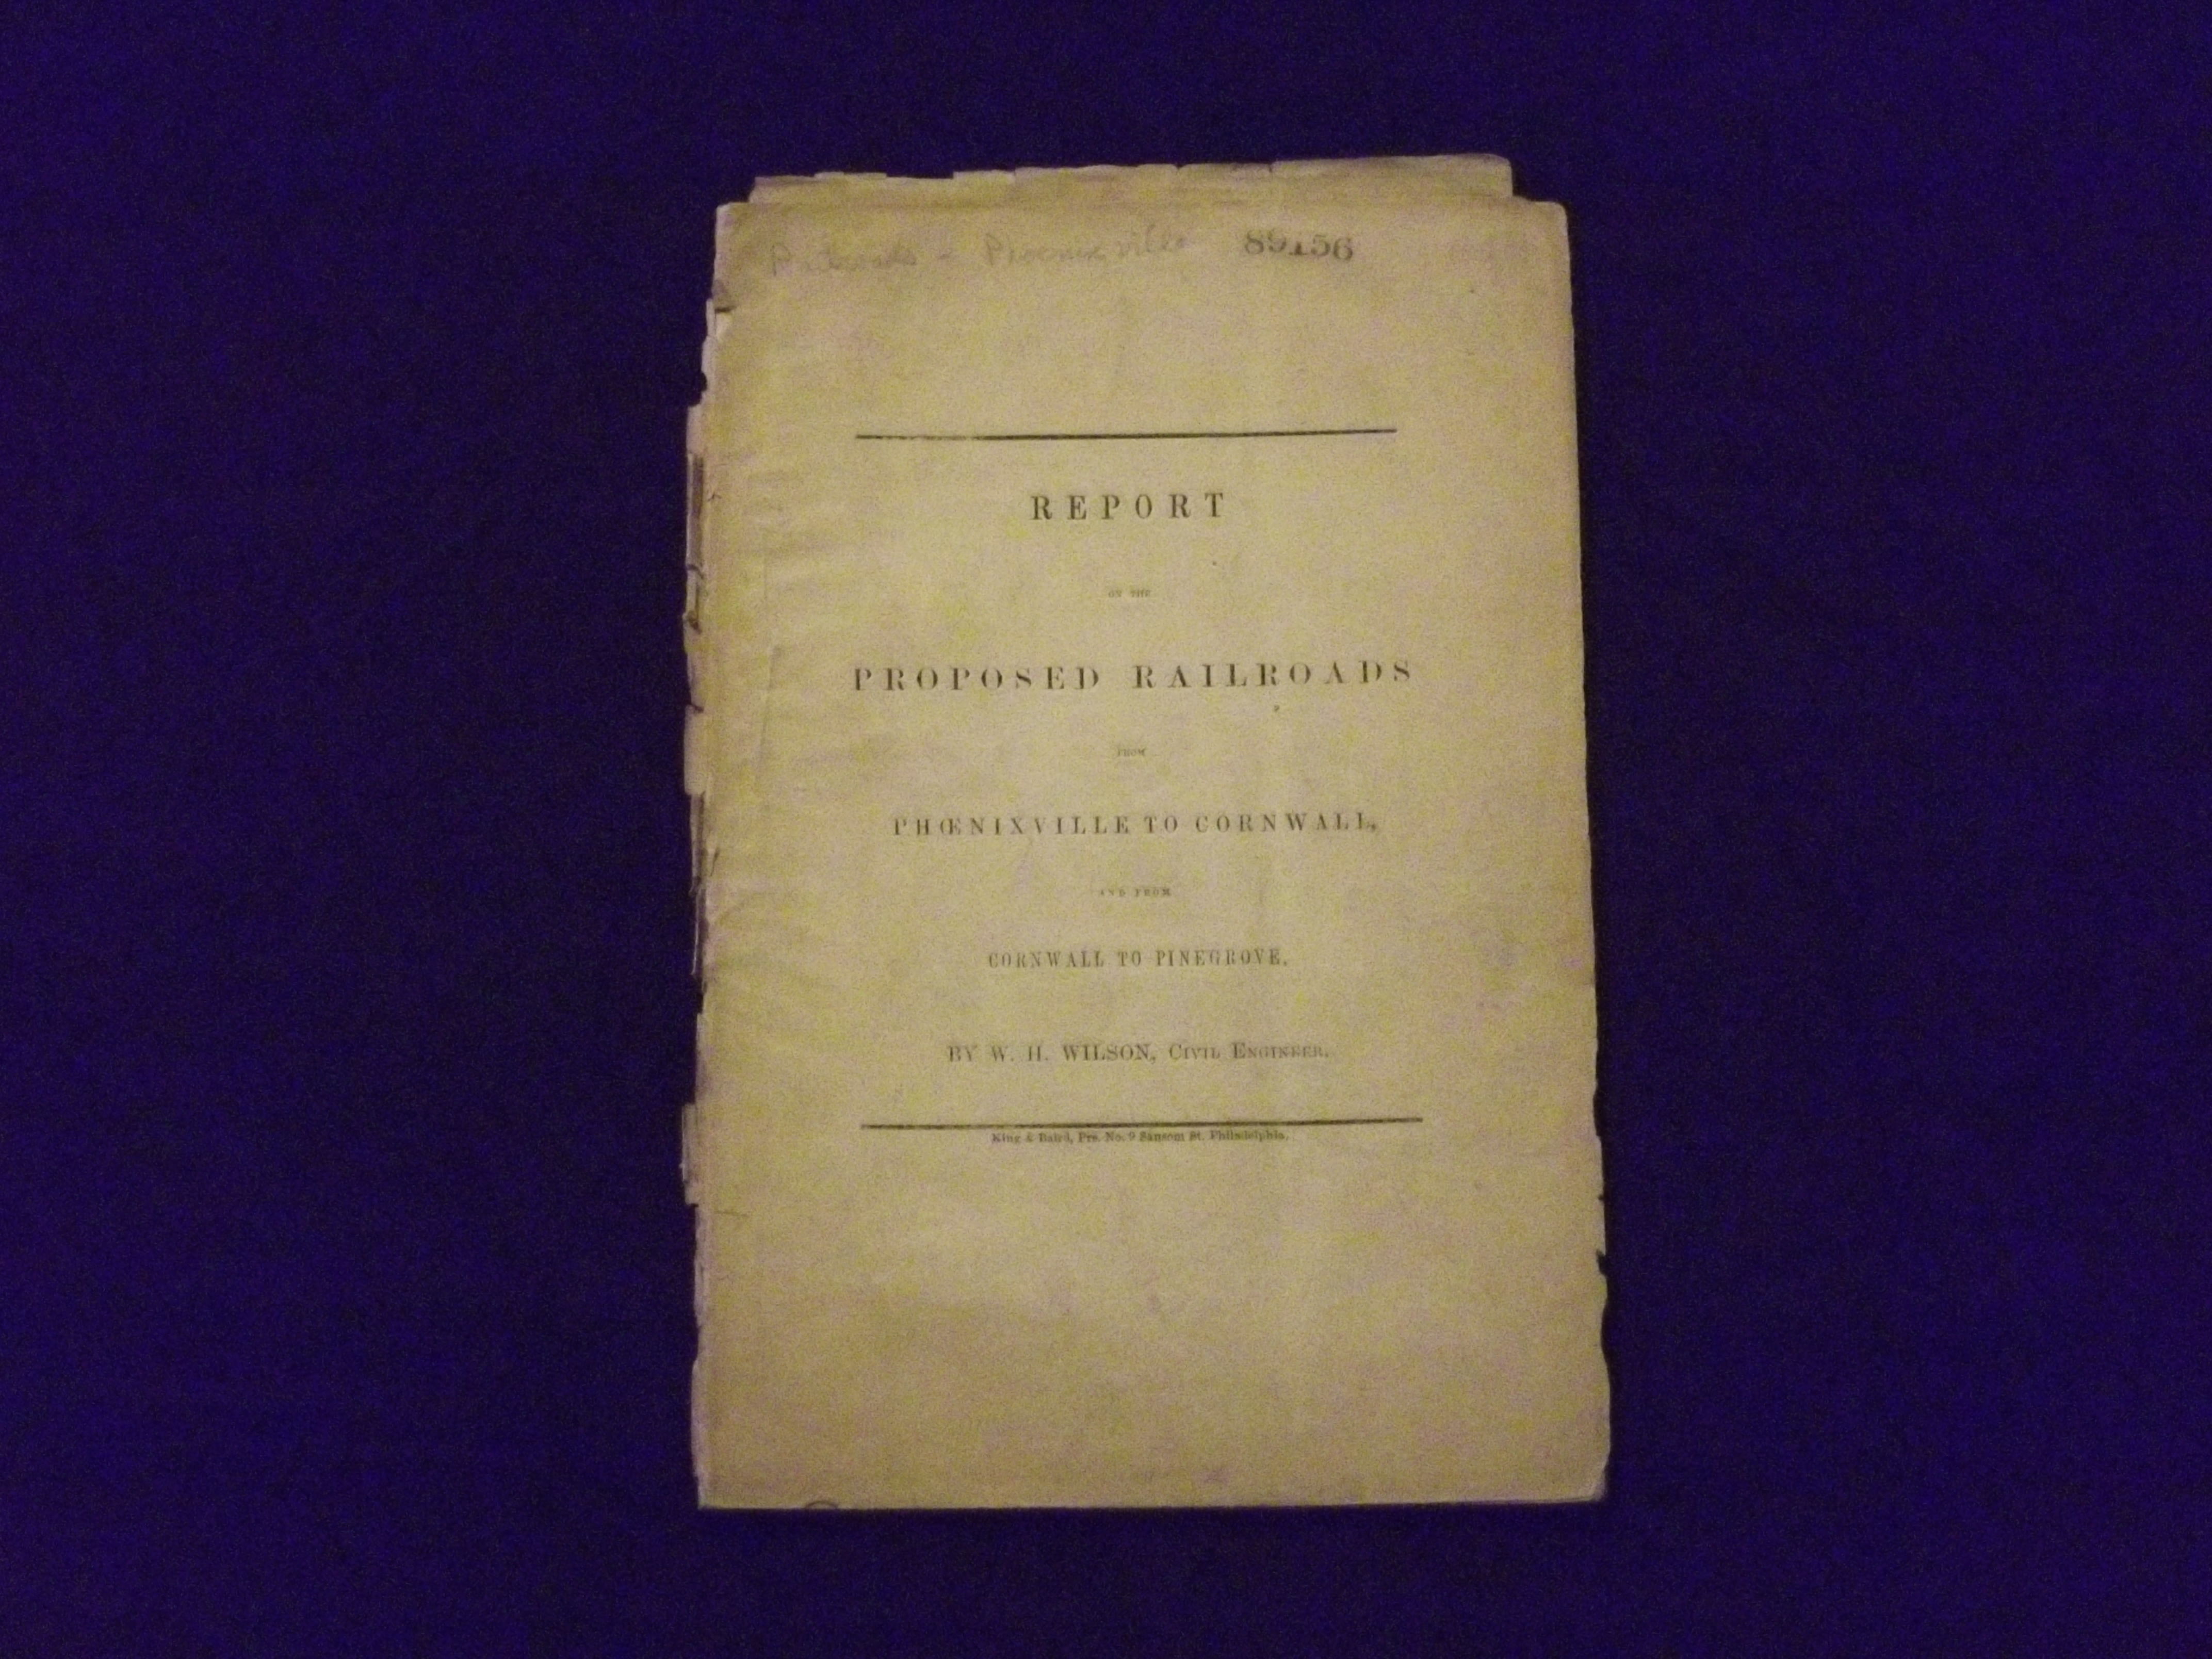 Railroads - Phoenixville 89156
REPORT
ON THE
PROPOSED RAILROADS
FROM
PHŒNIXVILLE TO CORNWALL,
AND FROM
CORNWALL TO PINEGROVE.
BY W. H. WILSON, CIVIL ENGINEER.
King & Baird, Prs. No. 9 Sansom St. Philadelphia.